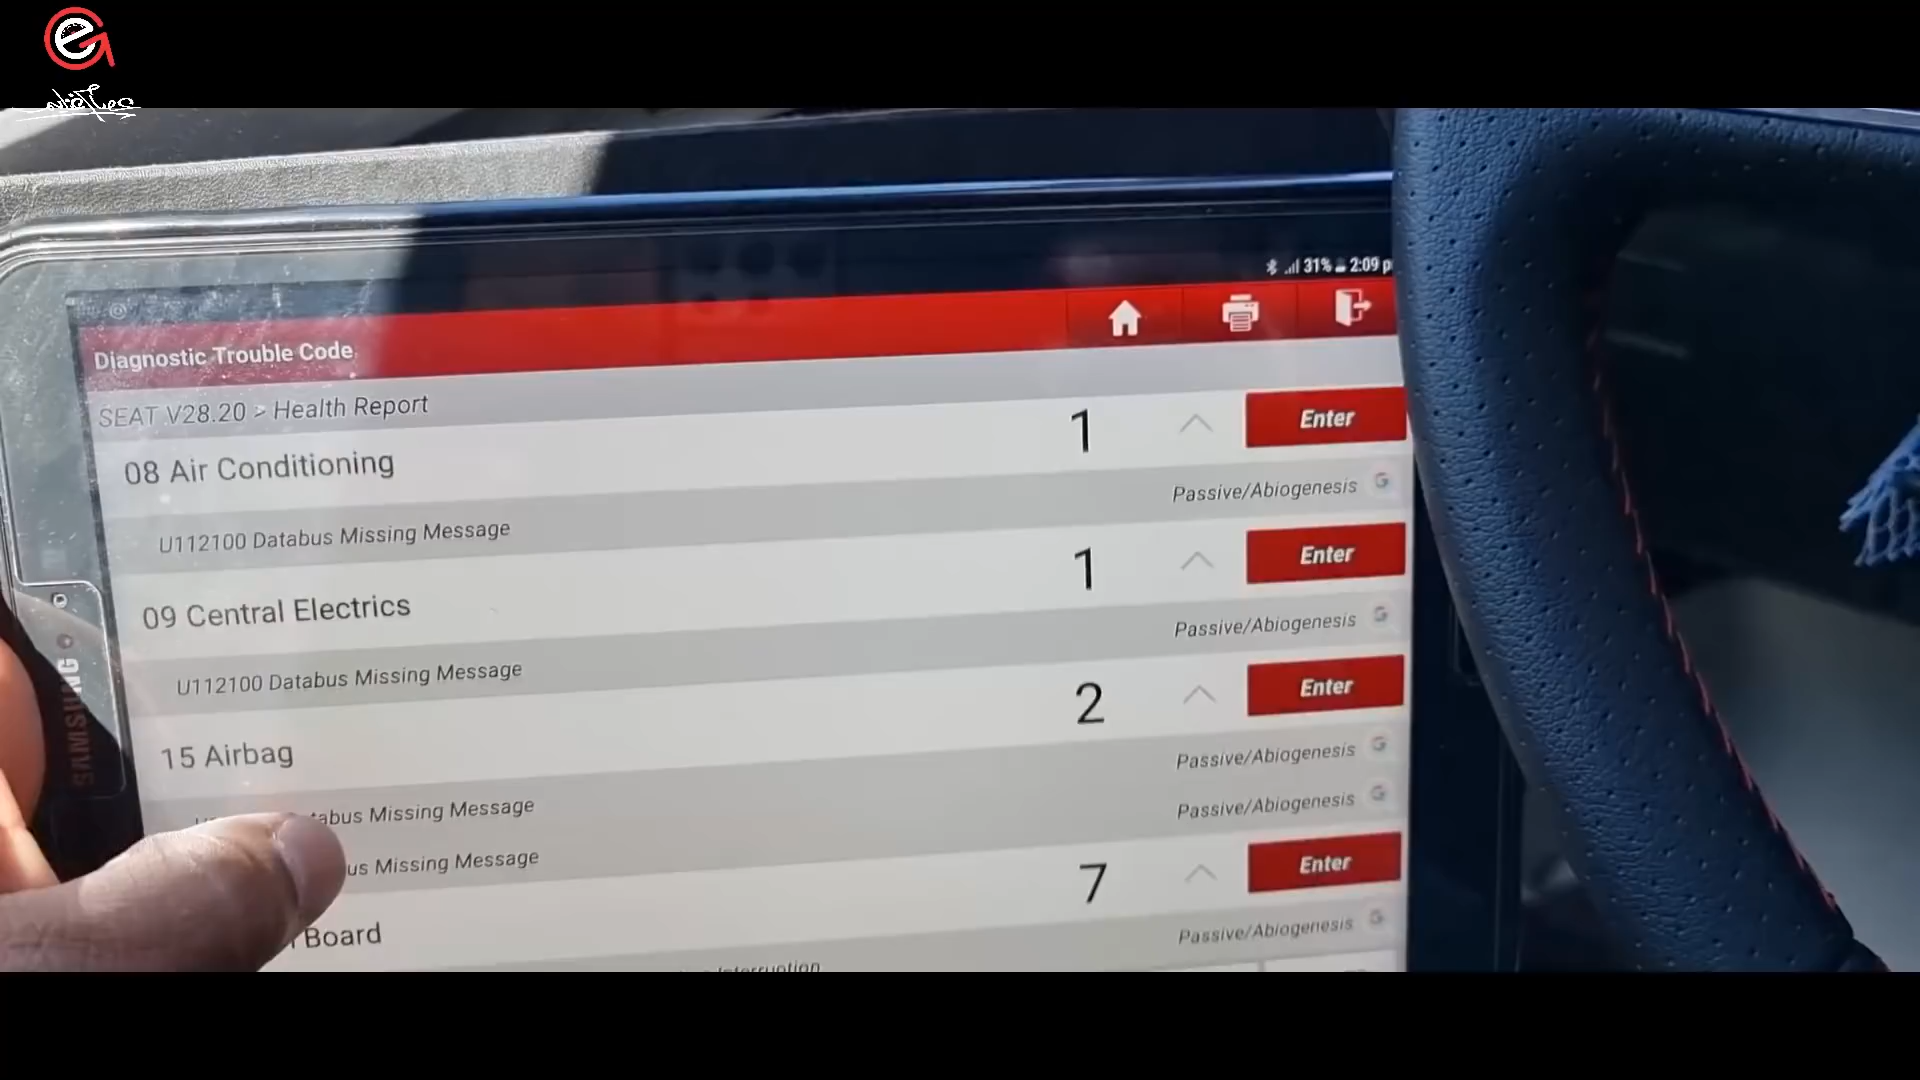 31% 2:09 p
Diagnostic Trouble Code
SEAT V28.20 > Health Report
08 Air Conditioning 1 Enter
U112100 Databus Missing Message Passive/Abiogenesis
09 Central Electrics 1 Enter
U112100 Databus Missing Message Passive/Abiogenesis
15 Airbag 2 Enter
Missing Message Passive/Abiogenesis
Missing Message Passive/Abiogenesis
Board 7 Enter
Interruption Passive/Abiogenesis
SAMSUNG